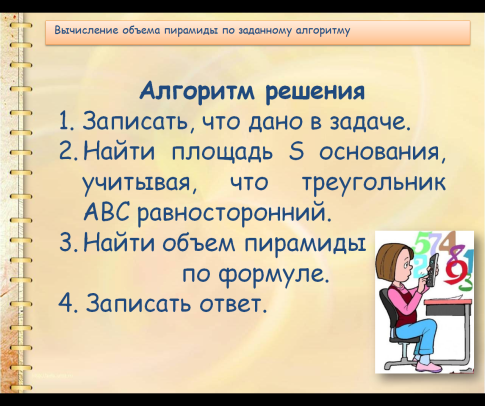 Вычисление объема пирамиды по заданному алгоритму
Алгоритм решения
1. Записать, что дано в задаче.
2. Найти площадь S основания,
учитывая, что треугольник
АВС равносторонний.
3. Найти объем пирамиды
по формуле.
4. Записать ответ.